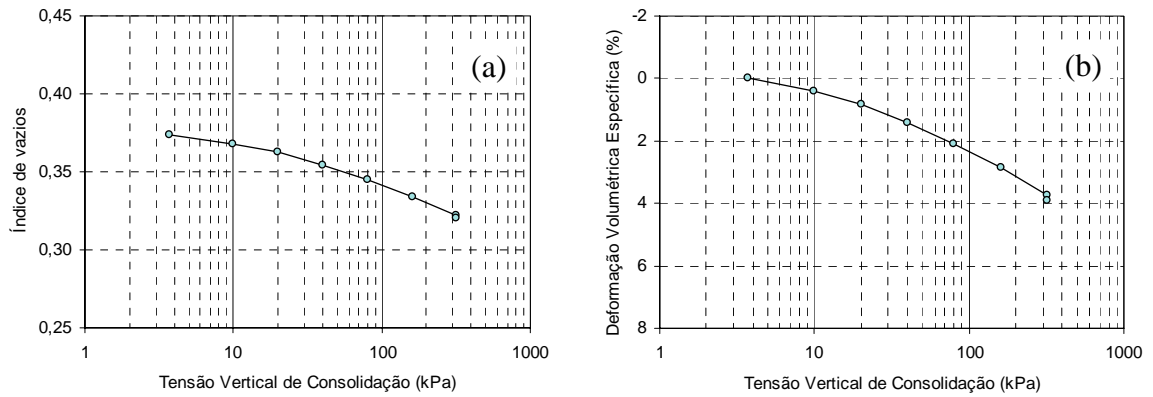 0,45
0,40
0,35
0,30
0,25
Índice de vazios
(a)
1 10 100 1000
Tensão Vertical de Consolidação (kPa)
-2
0
2
4
6
8
Deformação Volumétrica Específica (%)
(b)
1 10 100 1000
Tensão Vertical de Consolidação (kPa)